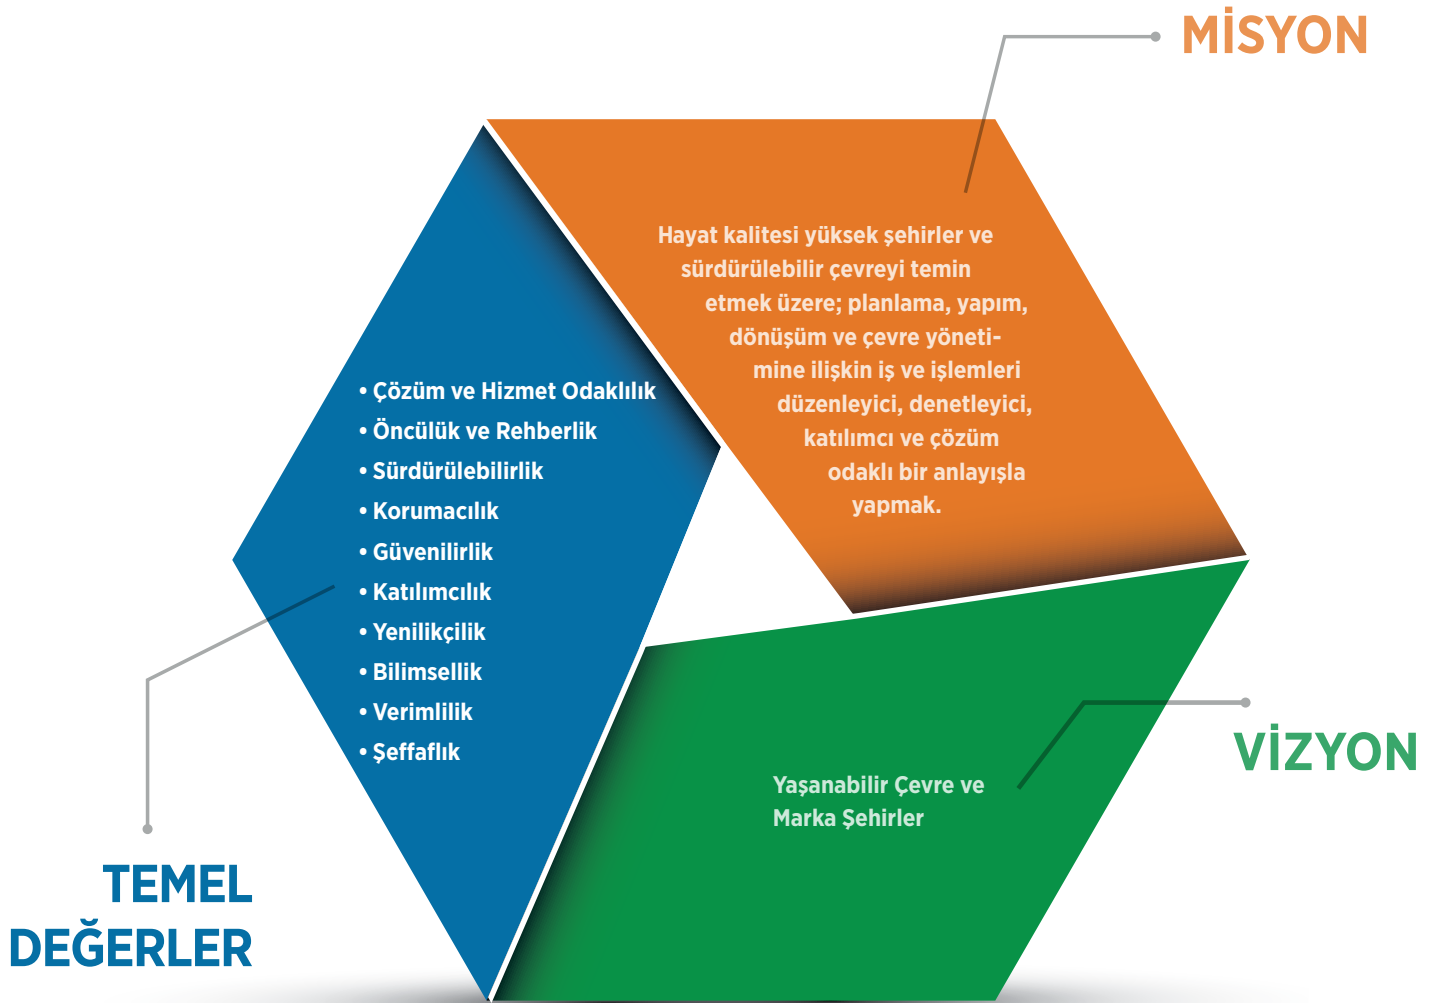 MİSYON
Hayat kalitesi yüksek şehirler ve
sürdürülebilir çevreyi temin
etmek üzere; planlama, yapım,
dönüşüm ve çevre yöneti-
mine ilişkin iş ve işlemleri
düzenleyici, denetleyici,
katılımcı ve çözüm
odaklı bir anlayışla
yapmak.
• Çözüm ve Hizmet Odaklılık
• Öncülük ve Rehberlik
• Sürdürülebilirlik
• Korumacılık
• Güvenilirlik
• Katılımcılık
• Yenilikçilik
• Bilimsellik
• Verimlilik
• Şeffaflık
TEMEL
DEĞERLER
VİZYON
Yaşanabilir Çevre ve
Marka Şehirler